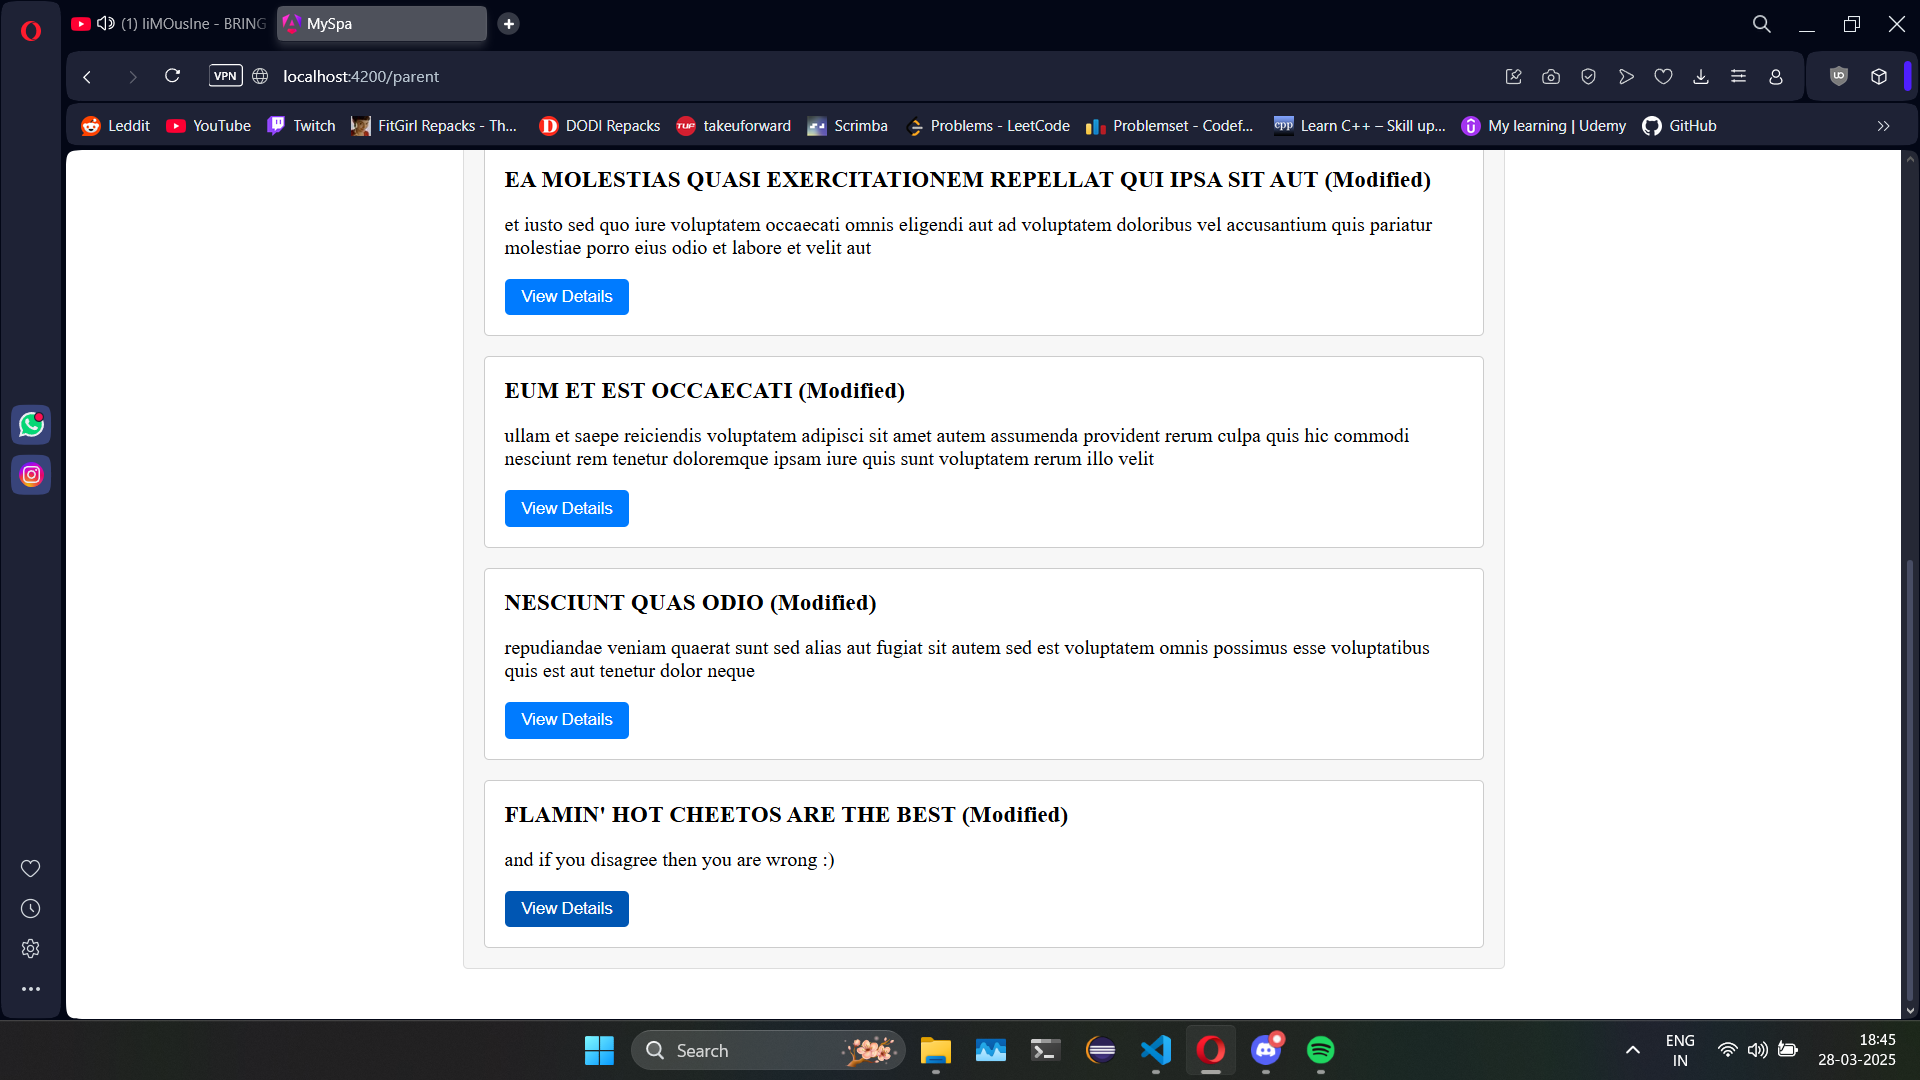 (1) liMOusIne - BRING
MySpa
VPN
localhost:4200/parent
Leddit
YouTube
Twitch
FitGirl Repacks - Th...
DODI Repacks
TUF
takeuforward
Scrimba
Problems - LeetCode
Problemset - Codef...
cpp
Learn C++ – Skill up...
My learning | Udemy
GitHub
EA MOLESTIAS QUASI EXERCITATIONEM REPELLAT QUI IPSA SIT AUT (Modified)
et iusto sed quo iure voluptatem occaecati omnis eligendi aut ad voluptatem doloribus vel accusantium quis pariatur
molestiae porro eius odio et labore et velit aut
View Details
EUM ET EST OCCAECATI (Modified)
ullam et saepe reiciendis voluptatem adipisci sit amet autem assumenda provident rerum culpa quis hic commodi
nesciunt rem tenetur doloremque ipsam iure quis sunt voluptatem rerum illo velit
View Details
NESCIUNT QUAS ODIO (Modified)
repudiandae veniam quaerat sunt sed alias aut fugiat sit autem sed est voluptatem omnis possimus esse voluptatibus
quis est aut tenetur dolor neque
View Details
FLAMIN' HOT CHEETOS ARE THE BEST (Modified)
and if you disagree then you are wrong :)
View Details
Search
ENG
IN
18:45
28-03-2025